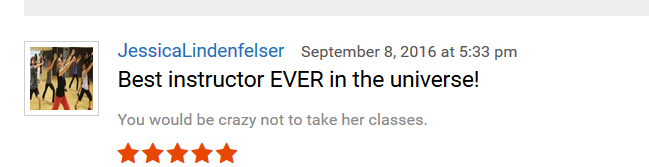 JessicaLindenfelser September 8, 2016 at 5:33 pm
Best instructor EVER in the universe!
You would be crazy not to take her classes.